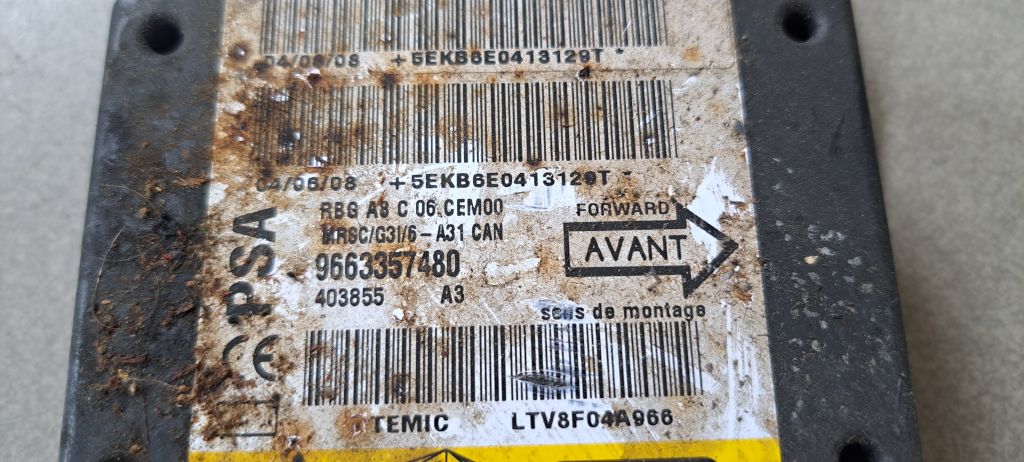 04/06/08 +5EKB6E0413129T
04/06/08 +5EKB6E0413129T
RBG A8 C 06.CEM00
MRSC/G3I/6-A31 CAN
9663357480
403855 A3
PSA
FORWARD
AVANT
sens de montage
CE
TEMIC LTV8F04A966